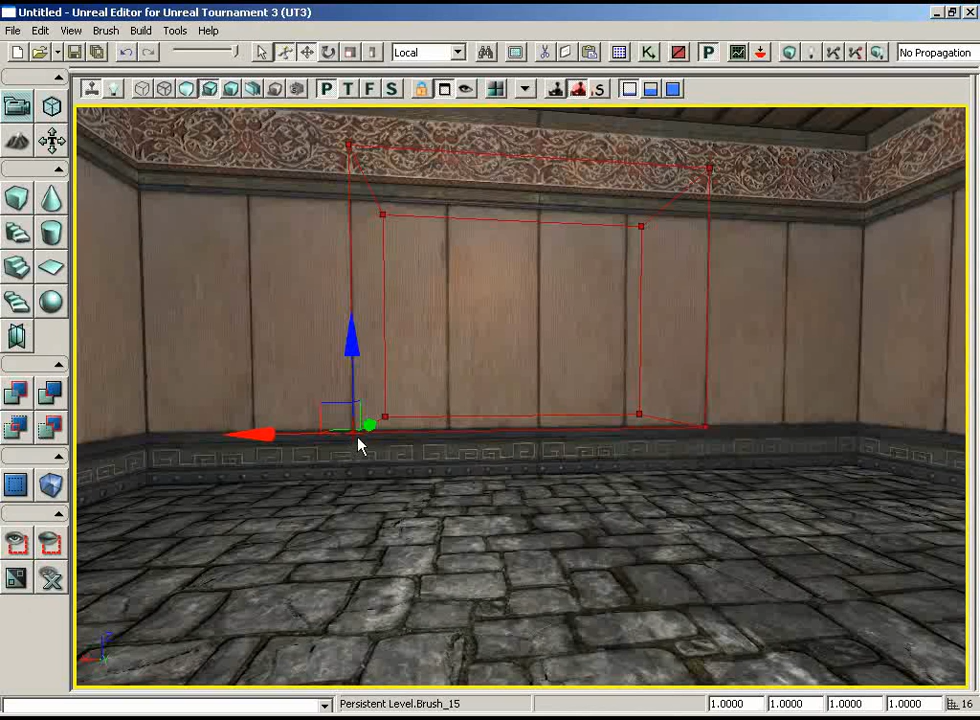 Untitled - Unreal Editor for Unreal Tournament 3 (UT3)
File Edit View Brush Build Tools Help
Local
No Propagation
P T F S
Persistent Level.Brush_15
1.0000 1.0000 1.0000 1.0000 16